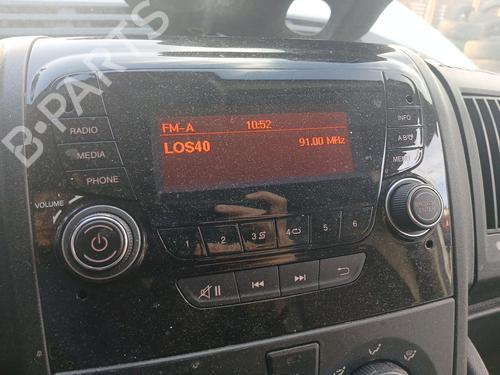 B-PARTS
RADIO
MEDIA
PHONE
VOLUME
FM-A 10:52
LOS40 91.00 MHz
INFO
A B C
MENU
1 2 3 4 5 6